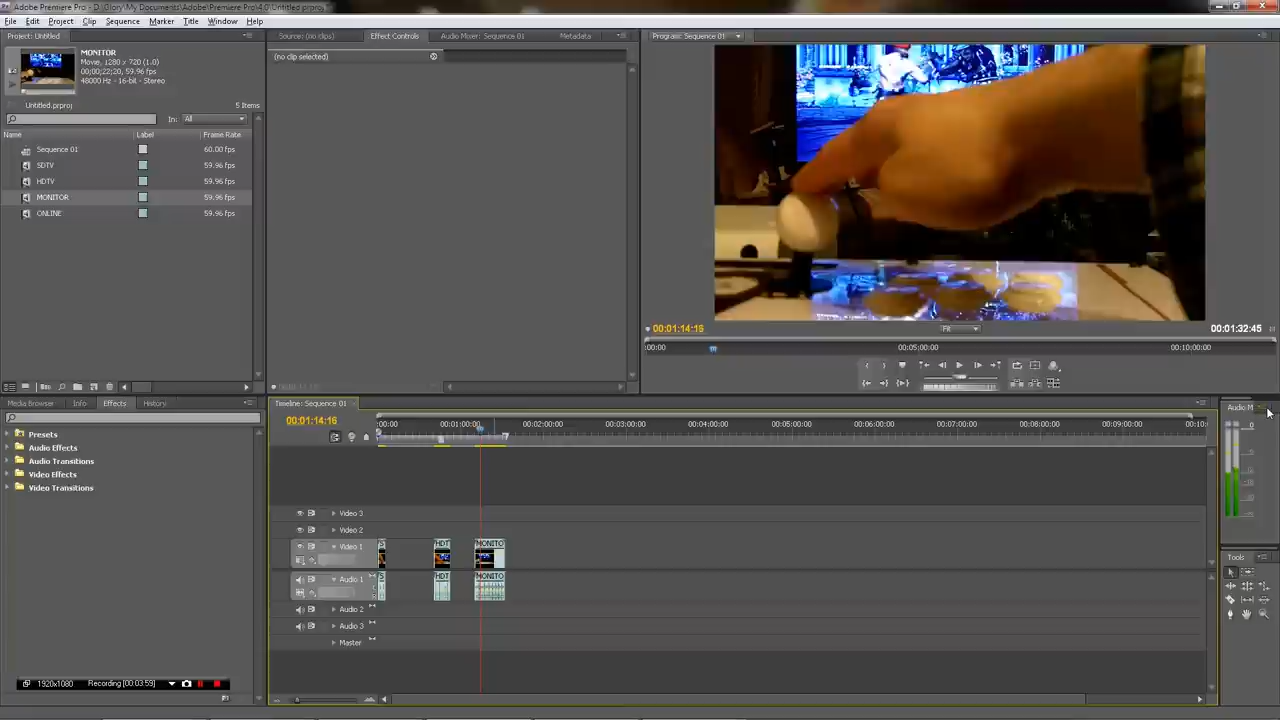 Adobe Premiere Pro - D:\Glory\My Documents\Adobe\Premiere Pro\4.0\Untitled.prproj
File Edit Project Clip Sequence Marker Title Window Help
Project: Untitled
MONITOR
Movie, 1280 x 720 (1.0)
00;00;22;20, 59.96 fps
48000 Hz - 16-bit - Stereo
Untitled.prproj
5 Items
In: All
Name Label Frame Rate
Sequence 01 60.00 fps
SDTV 59.96 fps
HDTV 59.96 fps
MONITOR 59.96 fps
ONLINE 59.96 fps
Source: (no clips) Effect Controls Audio Mixer: Sequence 01 Metadata
(no clip selected)
Program: Sequence 01
00:01:14:16
Fit
00:01:32:45
:00:00 00:05:00:00 00:10:00:00
Media Browser Info Effects History
Presets
Audio Effects
Audio Transitions
Video Effects
Video Transitions
1920x1080 Recording [00:03:59]
Timeline: Sequence 01
00:01:14:16
:00:00 00:01:00:00 00:02:00:00 00:03:00:00 00:04:00:00 00:05:00:00 00:06:00:00 00:07:00:00 00:08:00:00 00:09:00:00 00:10:0
Video 3
Video 2
Video 1
S HDT MONITO
Audio 1
S HDT MONITO
Audio 2
Audio 3
Master
Audio M
0
Tools